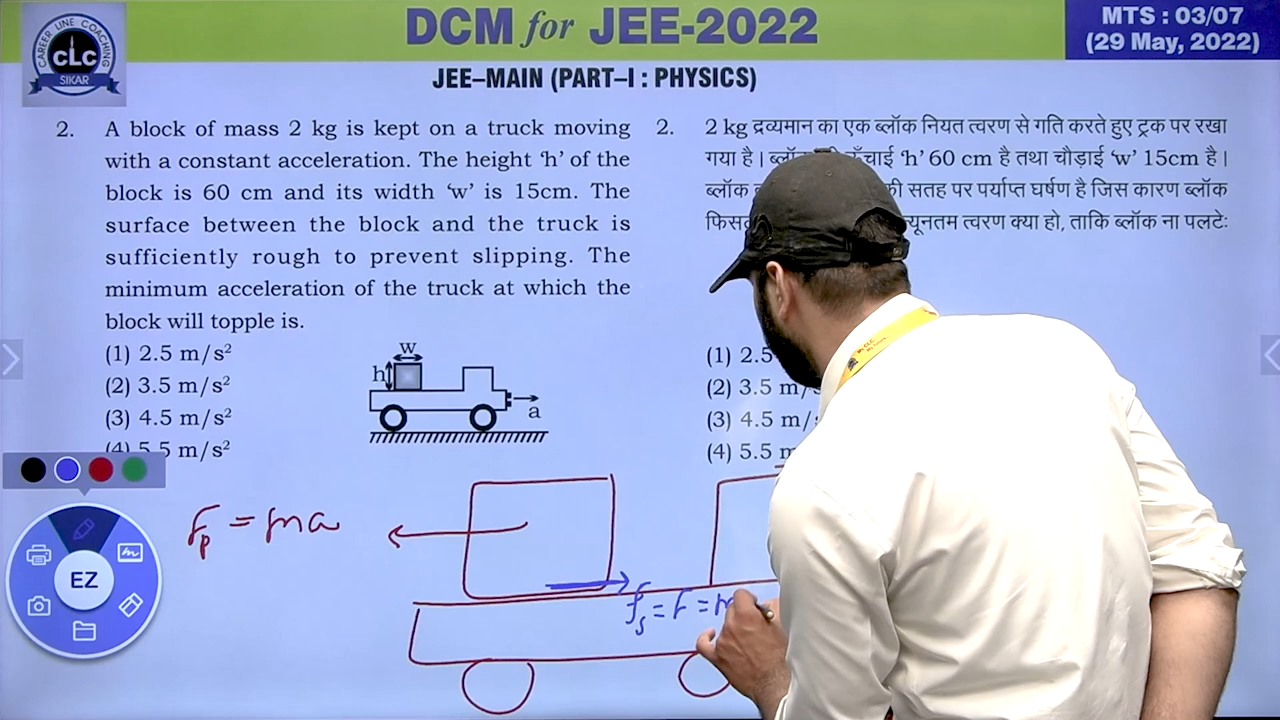 DCM for JEE-2022
MTS : 03/07
(29 May, 2022)
CAREER LINE COACHING
CLC
SIKAR
JEE–MAIN (PART–I : PHYSICS)
2. A block of mass 2 kg is kept on a truck moving
with a constant acceleration. The height ‘h’ of the
block is 60 cm and its width ‘w’ is 15cm. The
surface between the block and the truck is
sufficiently rough to prevent slipping. The
minimum acceleration of the truck at which the
block will topple is.
(1) 2.5 m/s²
(2) 3.5 m/s²
(3) 4.5 m/s²
(4) 5.5 m/s²
w
h
a
2. 2 kg द्रव्यमान का एक ब्लॉक नियत त्वरण से गति करते हुए ट्रक पर रखा
गया है। ‘h’ 60 cm है तथा चौड़ाई ‘w’ 15cm है।
ब्लॉक की सतह पर पर्याप्त घर्षण है जिस कारण ब्लॉक
त्वरण क्या हो, ताकि ब्लॉक ना पलटेः
(1) 2.5
(2) 3.5 m/s
(3) 4.5 m/
(4) 5.5
EZ
Fp = ma
fs = F = m